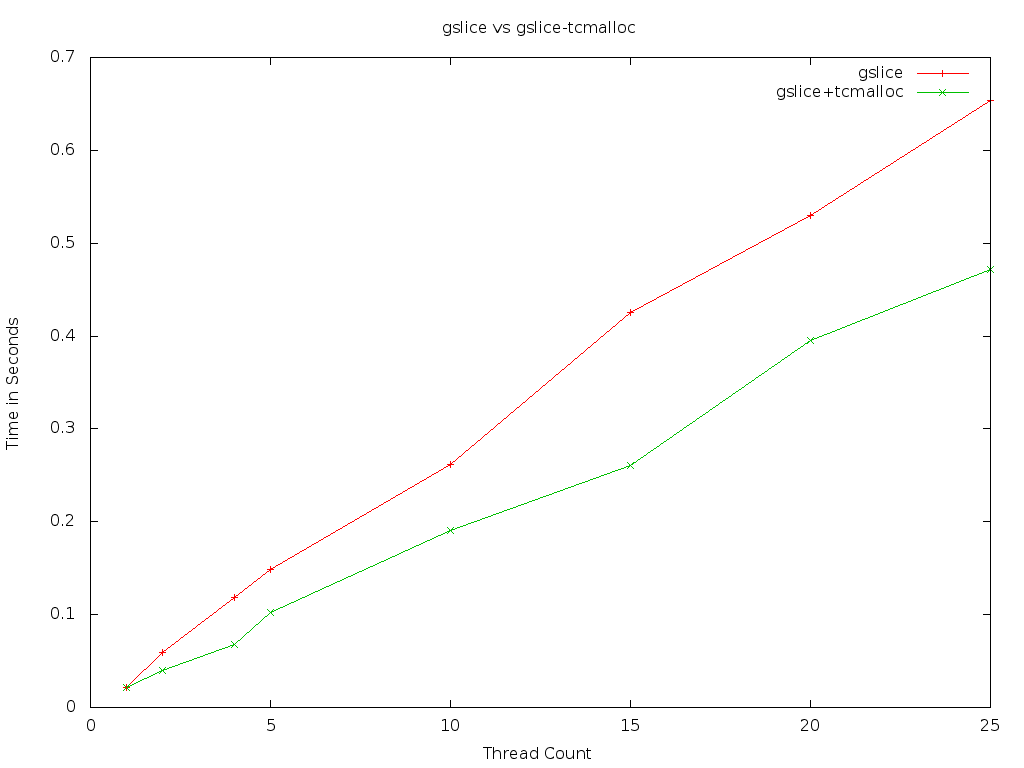 gslice vs gslice-tcmalloc
gslice
gslice+tcmalloc
0.7
0.6
0.5
0.4
0.3
0.2
0.1
0
Time in Seconds
0 5 10 15 20 25
Thread Count